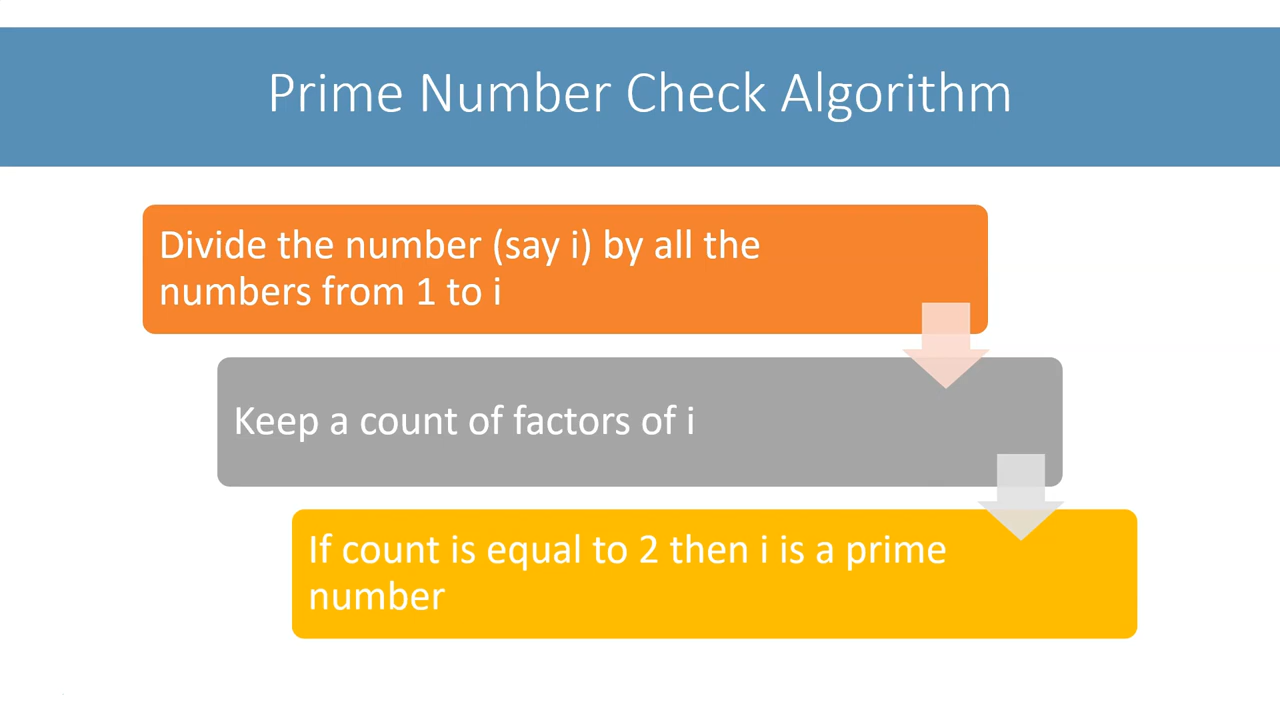 Prime Number Check Algorithm
Divide the number (say i) by all the
numbers from 1 to i
Keep a count of factors of i
If count is equal to 2 then i is a prime
number